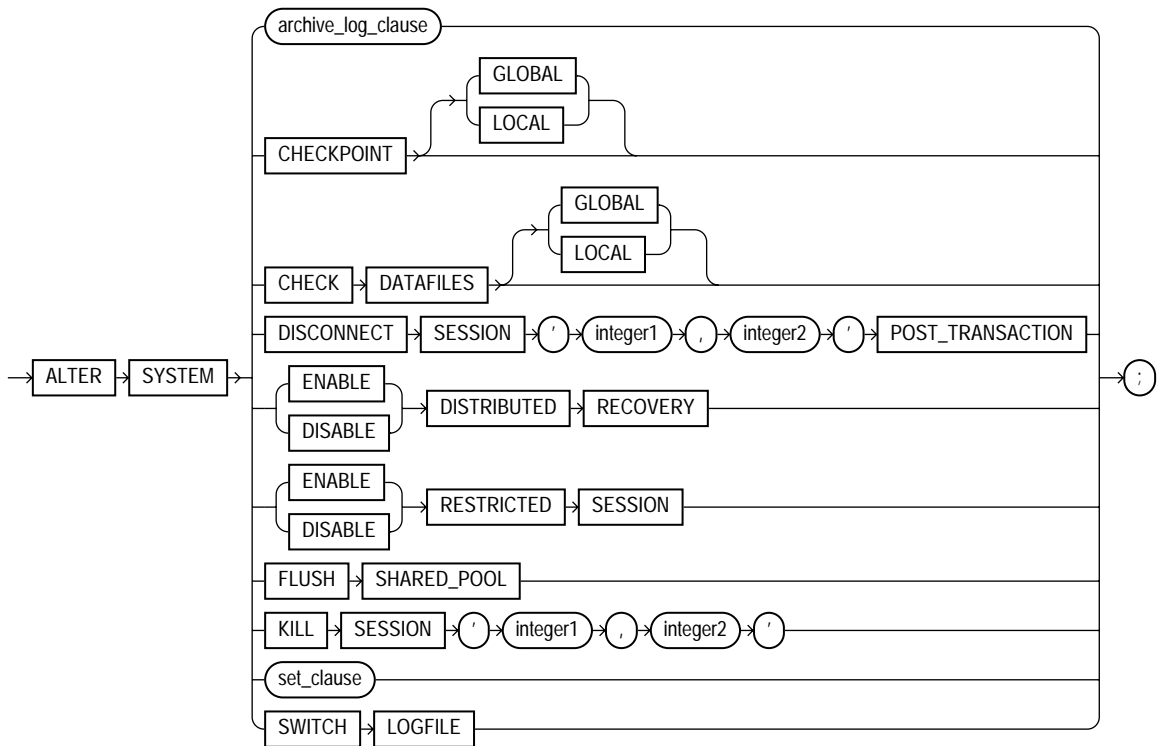 archive_log_clause
GLOBAL
LOCAL
CHECKPOINT
GLOBAL
LOCAL
CHECK DATAFILES
DISCONNECT SESSION ' integer1 , integer2 ' POST_TRANSACTION
ALTER SYSTEM ;
ENABLE
DISABLE
DISTRIBUTED RECOVERY
ENABLE
DISABLE
RESTRICTED SESSION
FLUSH SHARED_POOL
KILL SESSION ' integer1 , integer2 '
set_clause
SWITCH LOGFILE